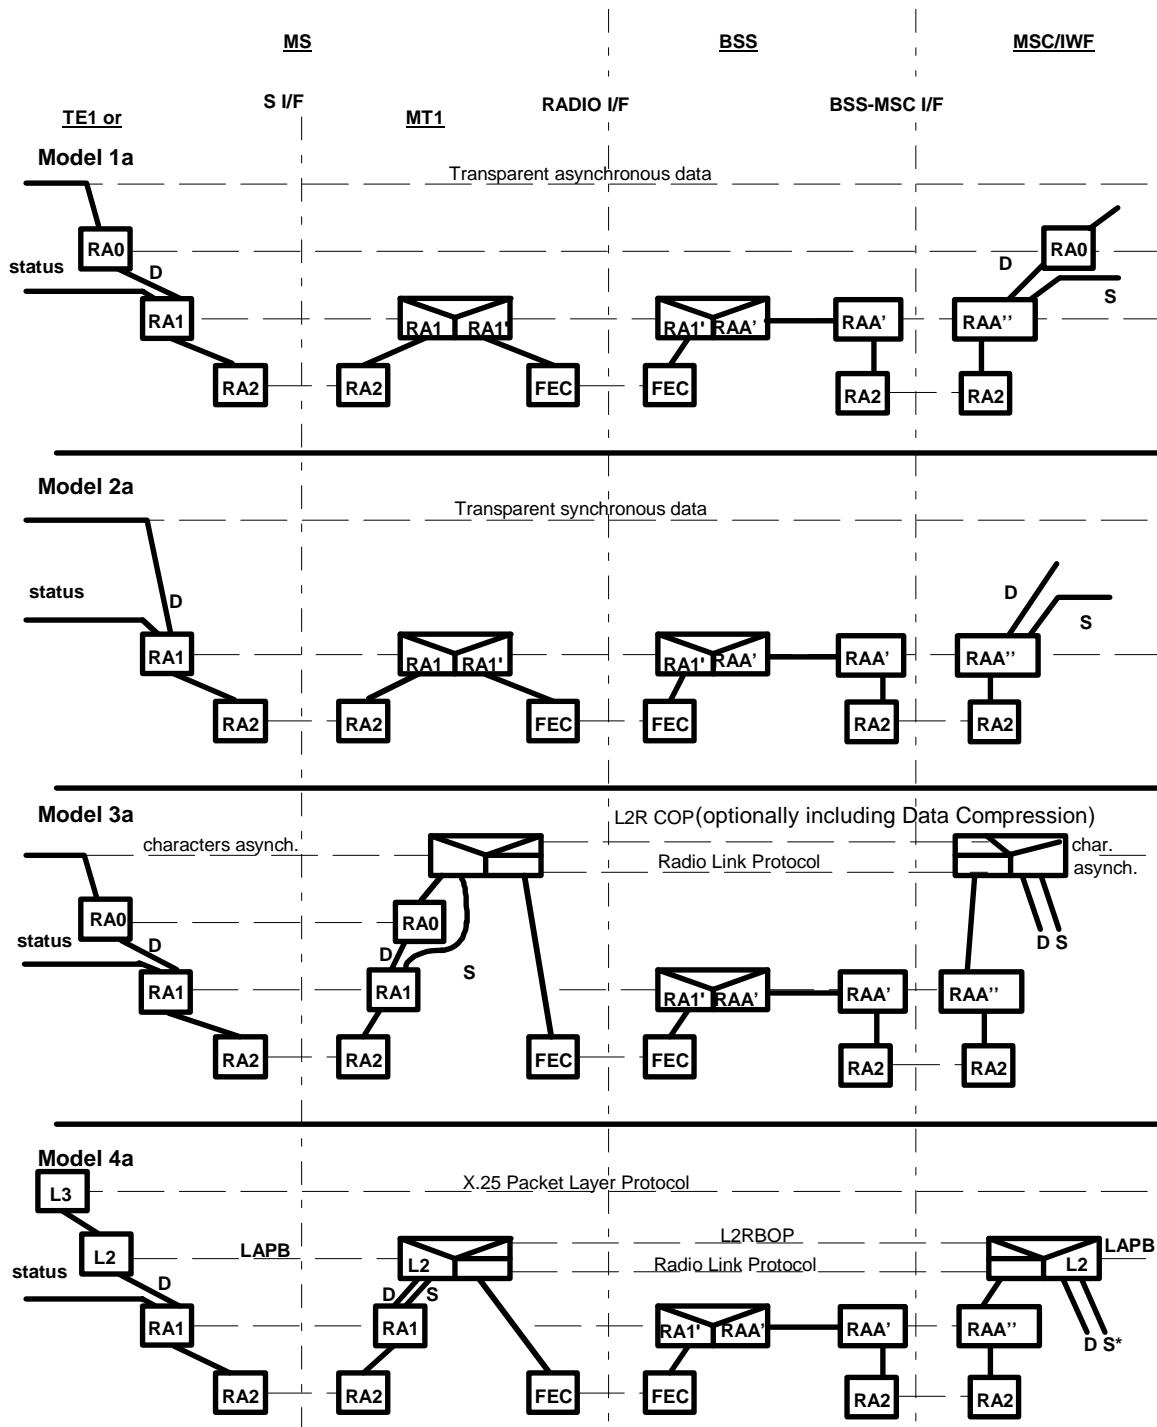 MS BSS MSC/IWF
S I/F RADIO I/F BSS-MSC I/F
TE1 or MT1
Model 1a
Transparent asynchronous data
RA0 RA0
status D D
S
RA1 RA1 RA1' RA1' RAA' RAA' RAA''
RA2 RA2 FEC FEC RA2 RA2
Model 2a
Transparent synchronous data
status D D
S
RA1 RA1 RA1' RA1' RAA' RAA' RAA''
RA2 RA2 FEC FEC RA2 RA2
Model 3a
L2R COP(optionally including Data Compression)
characters asynch. char.
Radio Link Protocol asynch.
RA0 RA0
status D D S D S
RA1 RA1 RA1' RAA' RAA' RAA''
RA2 RA2 FEC FEC RA2 RA2
Model 4a
L3 X.25 Packet Layer Protocol
L2RBOP
L2 LAPB L2 L2 LAPB
status Radio Link Protocol
D D S
RA1 RA1 RA1' RAA' RAA' RAA''
D S*
RA2 RA2 FEC FEC RA2 RA2